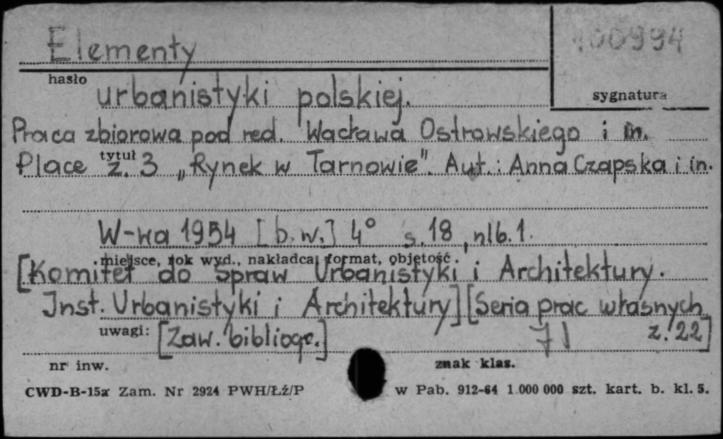 Elementy 100994
hasło
urbanistyki polskiej. sygnatura
Praca zbiorowa pod red. Wacława Ostrowskiego i in.
tytuł
Place z. 3 „Rynek w Tarnowie". Aut.: Anna Czapska i in.
W-wa 1954 [b.w.] 4° s. 18, nlb. 1.
miejsce, rok wyd., nakładca, format, objętość.
[Komitet do Spraw Urbanistyki i Architektury.
Inst. Urbanistyki i Architektury] [Seria prac własnych
uwagi: [Zaw. bibliogr.] 71 z. 22]
nr inw. znak klas.
CWD-B-15a Zam. Nr 2924 PWH/Łż/P w Pab. 912-64 1.000 000 szt. kart. b. kl. 5.